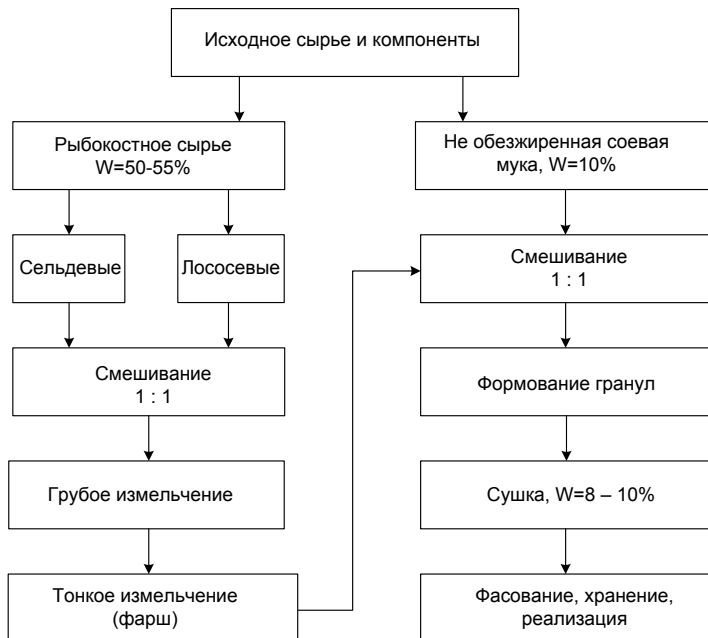 Исходное сырье и компоненты
Рыбокостное сырье
W=50-55%
Не обезжиренная соевая
мука, W=10%
Сельдевые
Лососевые
Смешивание
1 : 1
Смешивание
1 : 1
Формование гранул
Грубое измельчение
Сушка, W=8 – 10%
Тонкое измельчение
(фарш)
Фасование, хранение,
реализация